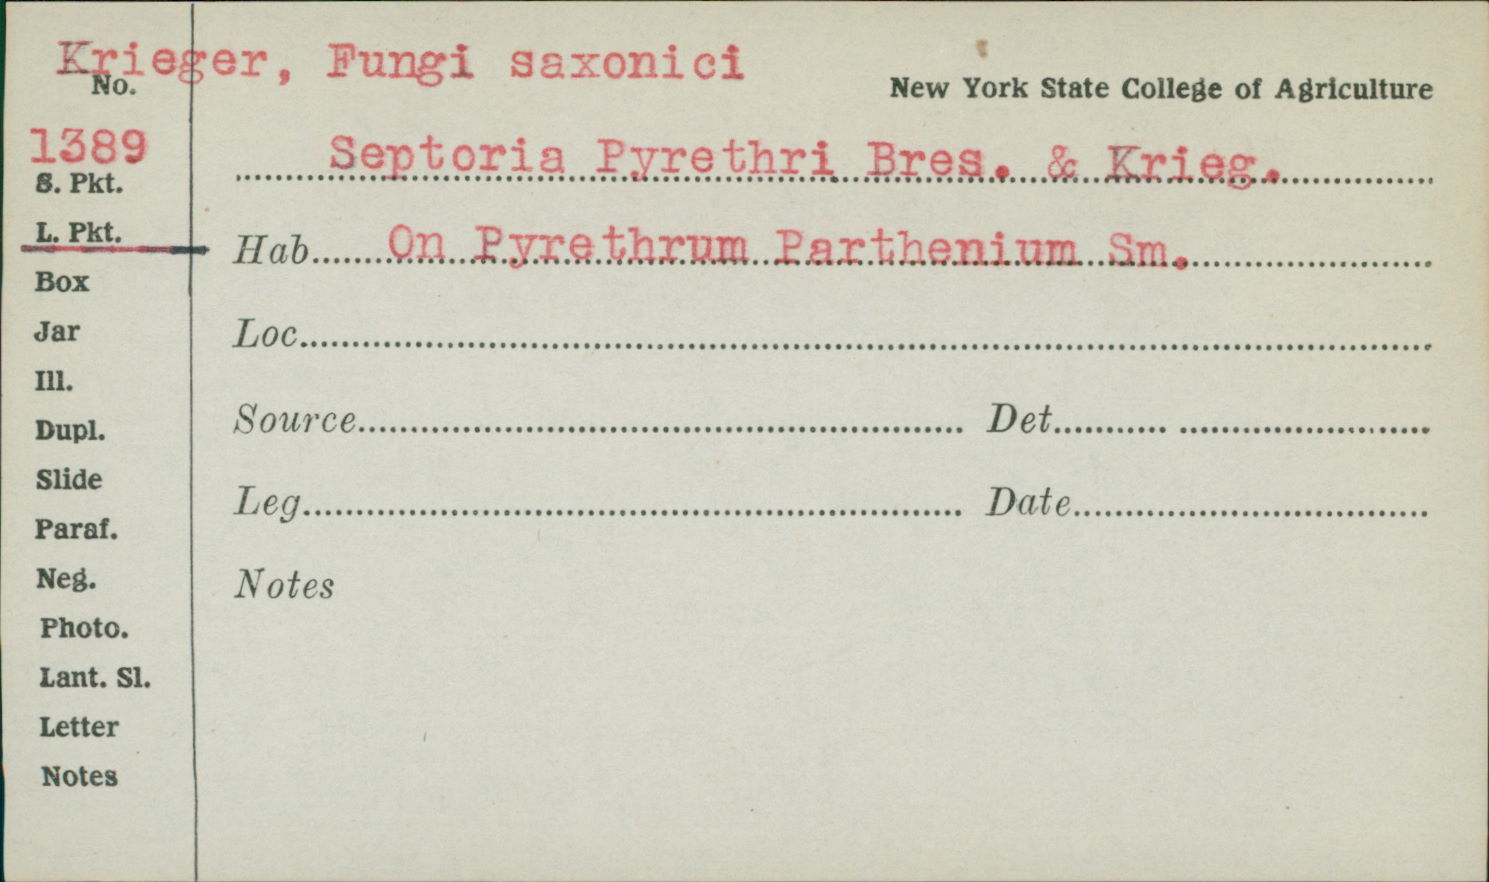 Krieger, Fungi saxonici
No.
New York State College of Agriculture
1389
Septoria Pyrethri Bres. & Krieg.
S. Pkt.
L. Pkt.
Hab. On Pyrethrum Parthenium Sm.
Box
Jar
Loc.
Ill.
Dupl.
Source Det.
Slide
Leg. Date
Paraf.
Neg.
Notes
Photo.
Lant. Sl.
Letter
Notes